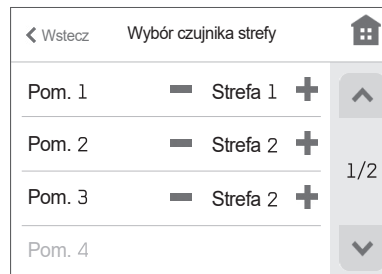 Wstecz Wybór czujnika strefy
Pom. 1 Strefa 1
Pom. 2 Strefa 2
1/2
Pom. 3 Strefa 2
Pom. 4